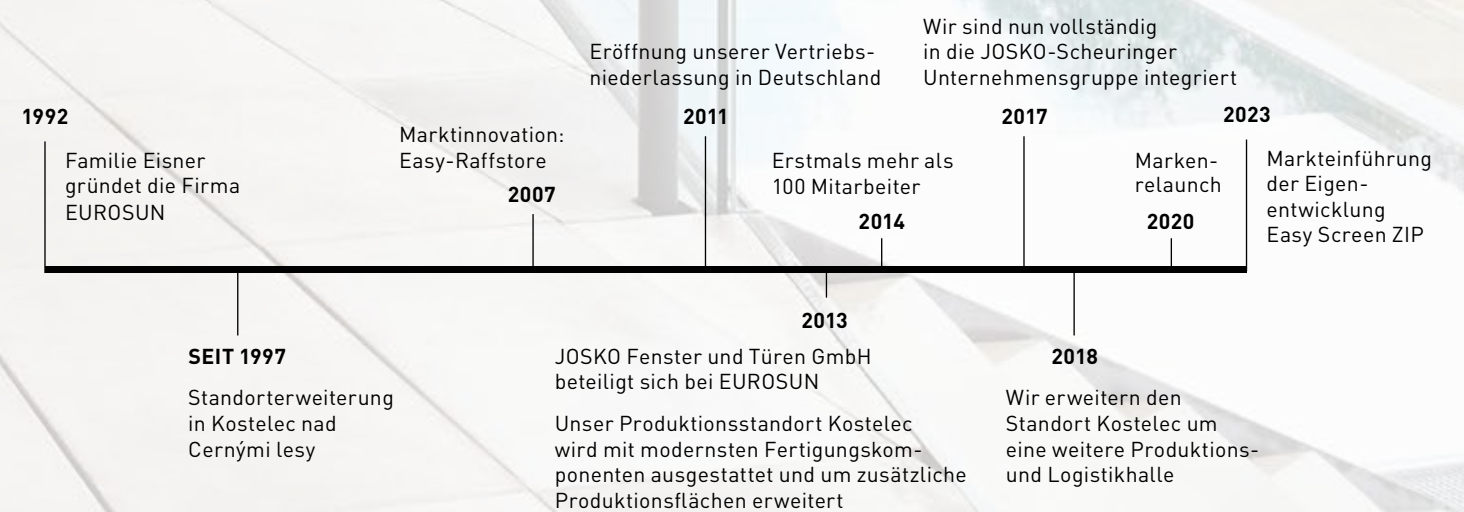 1992
Familie Eisner
gründet die Firma
EUROSUN
SEIT 1997
Standorterweiterung
in Kostelec nad
Cernými lesy
Marktinnovation:
Easy-Raffstore
2007
Eröffnung unserer Vertriebs-
niederlassung in Deutschland
2011
2013
JOSKO Fenster und Türen GmbH
beteiligt sich bei EUROSUN
Unser Produktionsstandort Kostelec
wird mit modernsten Fertigungskom-
ponenten ausgestattet und um zusätzliche
Produktionsflächen erweitert
Erstmals mehr als
100 Mitarbeiter
2014
Wir sind nun vollständig
in die JOSKO-Scheuringer
Unternehmensgruppe integriert
2017
2018
Wir erweitern den
Standort Kostelec um
eine weitere Produktions-
und Logistikhalle
Marken-
relaunch
2020
2023
Markteinführung
der Eigen-
entwicklung
Easy Screen ZIP